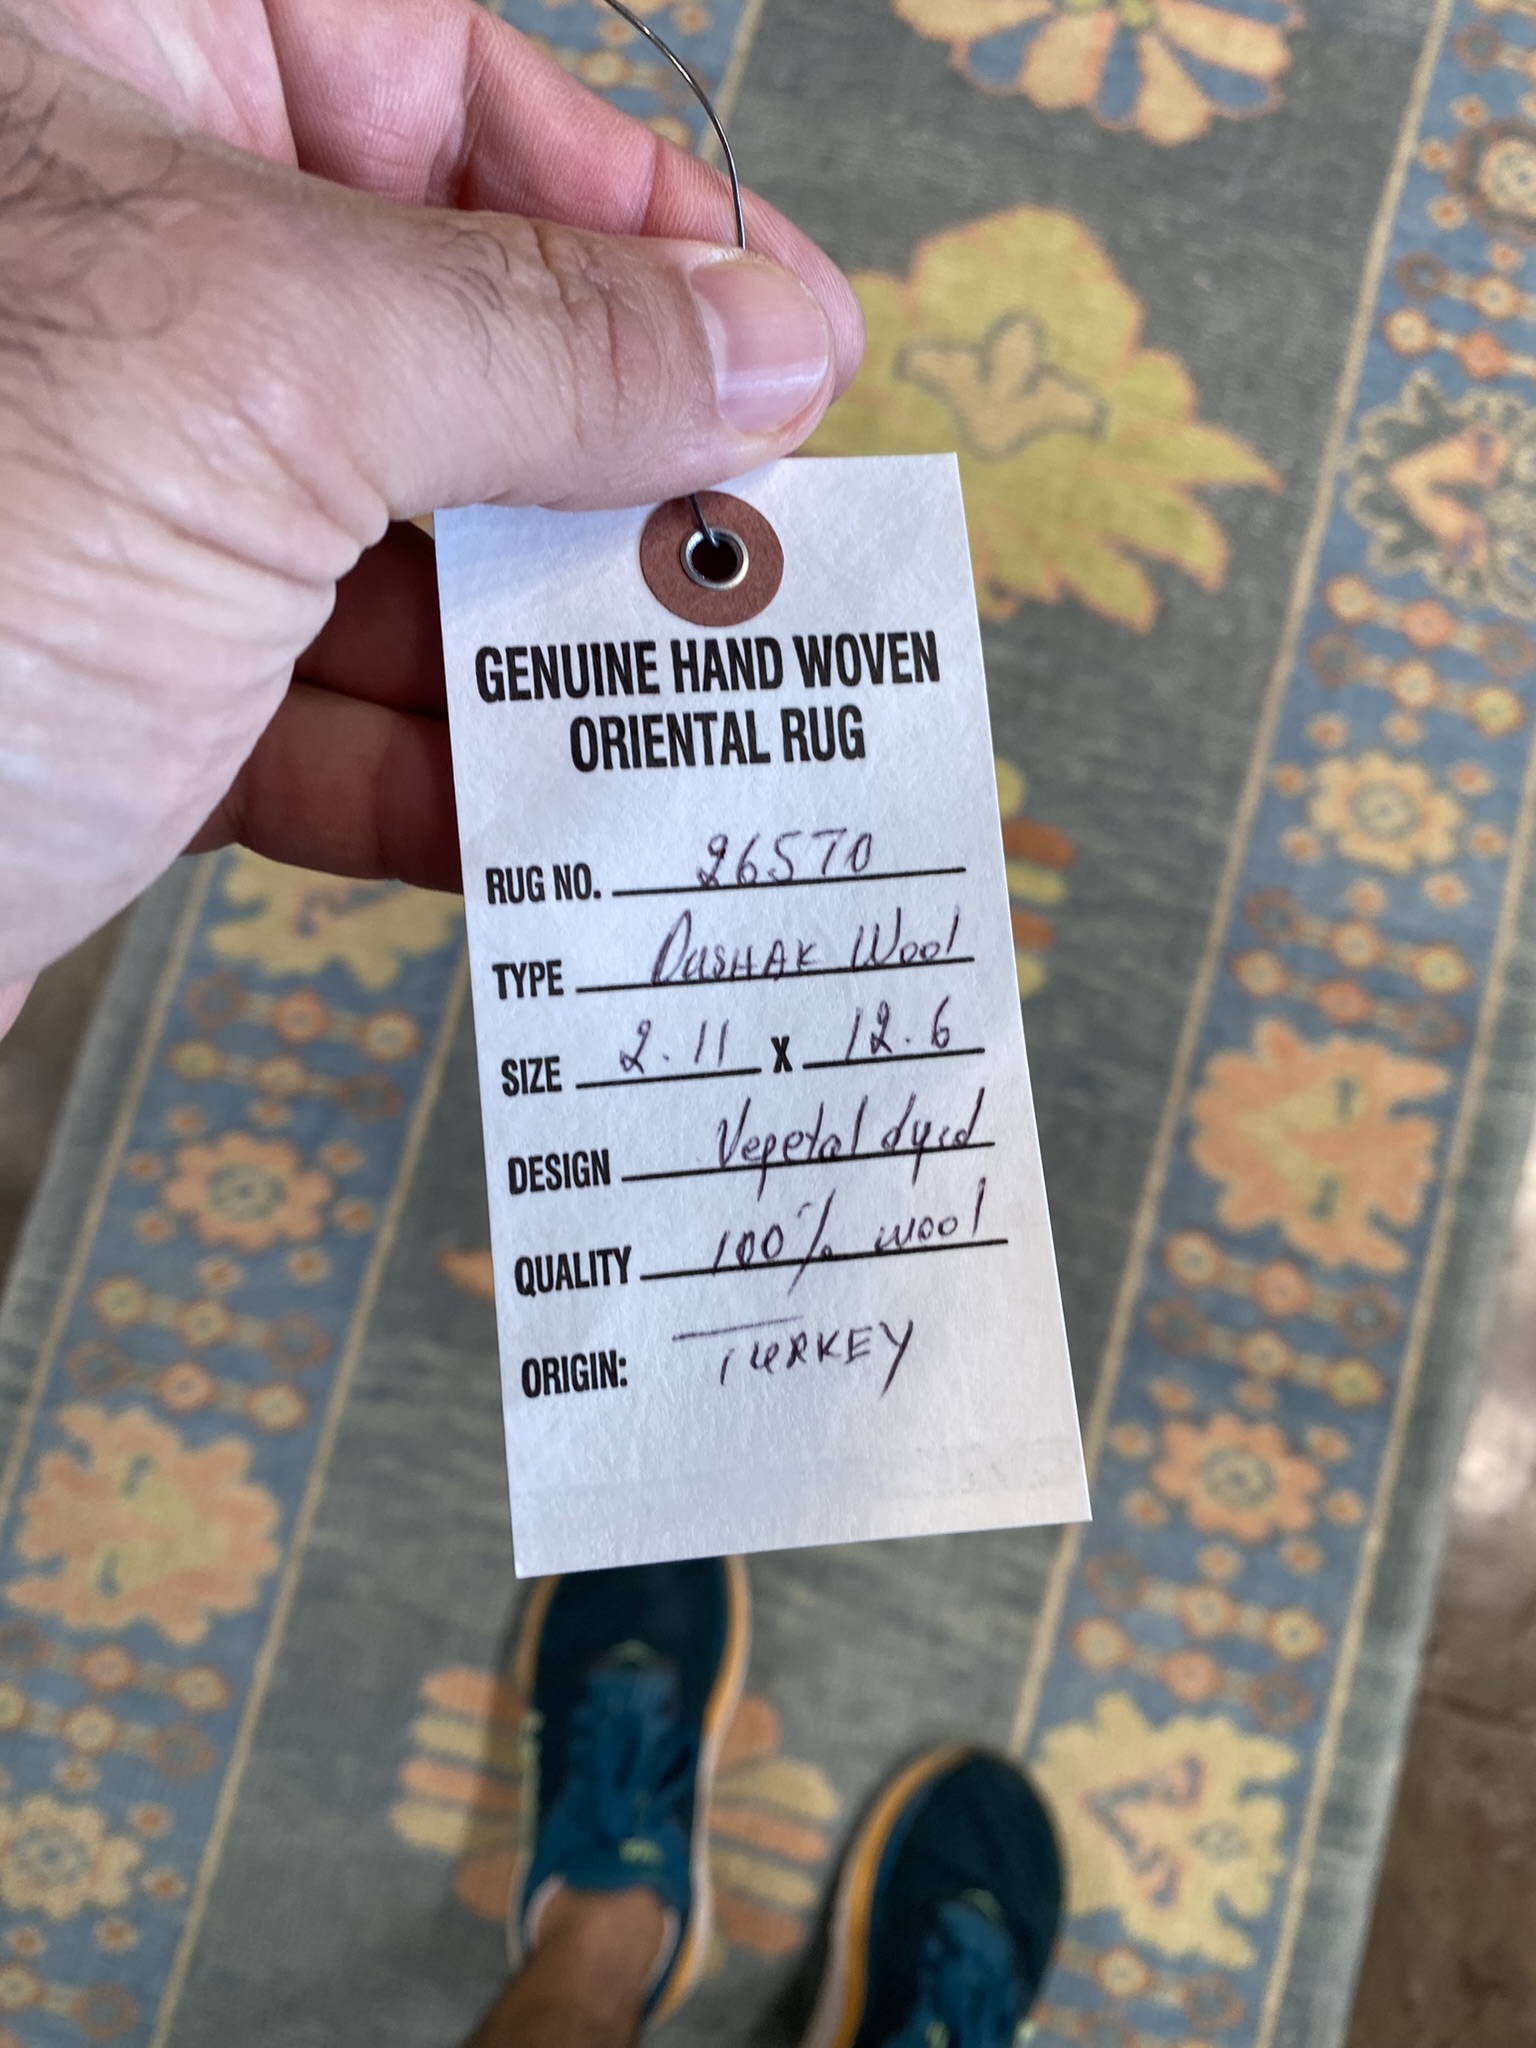 GENUINE HAND WOVEN
ORIENTAL RUG
RUG NO. 26570
TYPE OUSHAK Wool
SIZE 2.11 X 12.6
DESIGN Vegetal dyed
QUALITY 100% wool
ORIGIN: TURKEY